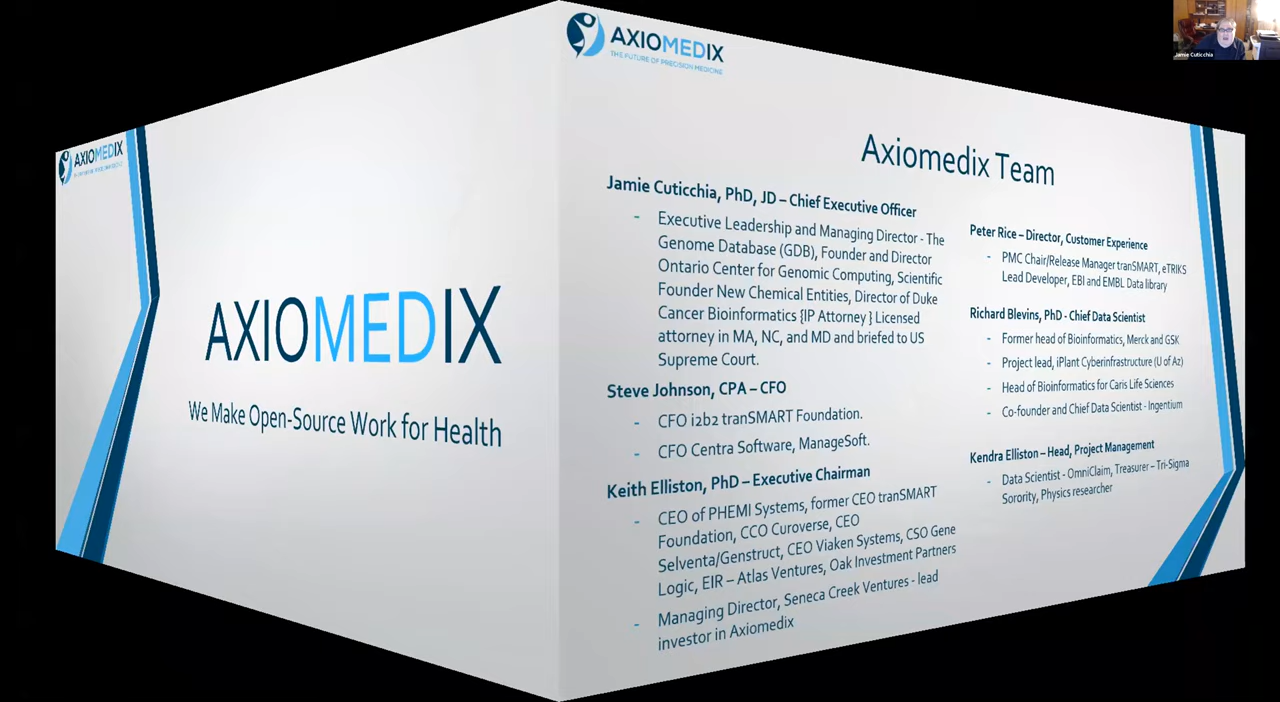 AXIOMEDIX
AXIOMEDIX
We Make Open-Source Work for Health
AXIOMEDIX
THE FUTURE OF PRECISION MEDICINE
Axiomedix Team
Jamie Cuticchia, PhD, JD – Chief Executive Officer
- Executive Leadership and Managing Director - The
Genome Database (GDB), Founder and Director
Ontario Center for Genomic Computing, Scientific
Founder New Chemical Entities, Director of Duke
Cancer Bioinformatics {IP Attorney } Licensed
attorney in MA, NC, and MD and briefed to US
Supreme Court.
Steve Johnson, CPA – CFO
- CFO i2b2 tranSMART Foundation.
- CFO Centra Software, ManageSoft.
Keith Elliston, PhD – Executive Chairman
- CEO of PHEMI Systems, former CEO tranSMART
Foundation, CCO Curoverse, CEO
Selventa/Genstruct, CEO Viaken Systems, CSO Gene
Logic, EIR – Atlas Ventures, Oak Investment Partners
- Managing Director, Seneca Creek Ventures - lead
investor in Axiomedix
Peter Rice – Director, Customer Experience
- PMC Chair/Release Manager tranSMART, eTRIKS
Lead Developer, EBI and EMBL Data library
Richard Blevins, PhD - Chief Data Scientist
- Former head of Bioinformatics, Merck and GSK
- Project lead, iPlant Cyberinfrastructure (U of Az)
- Head of Bioinformatics for Caris Life Sciences
- Co-founder and Chief Data Scientist - Ingentium
Kendra Elliston – Head, Project Management
- Data Scientist - OmniClaim, Treasurer – Tri-Sigma
Sorority, Physics researcher
Jamie Cuticchia